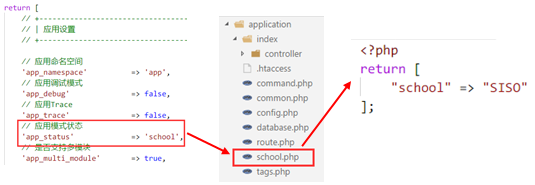 return [
// +----------------------------
// | 应用设置
// +----------------------------
// 应用命名空间
'app_namespace' => 'app',
// 应用调试模式
'app_debug' => false,
// 应用Trace
'app_trace' => false,
// 应用模式状态
'app_status' => 'school',
// 是否支持多模块
'app_multi_module' => true,
application
index
controller
.htaccess
command.php
common.php
config.php
database.php
route.php
school.php
tags.php
<?php
return [
"school" => "SISO"
];